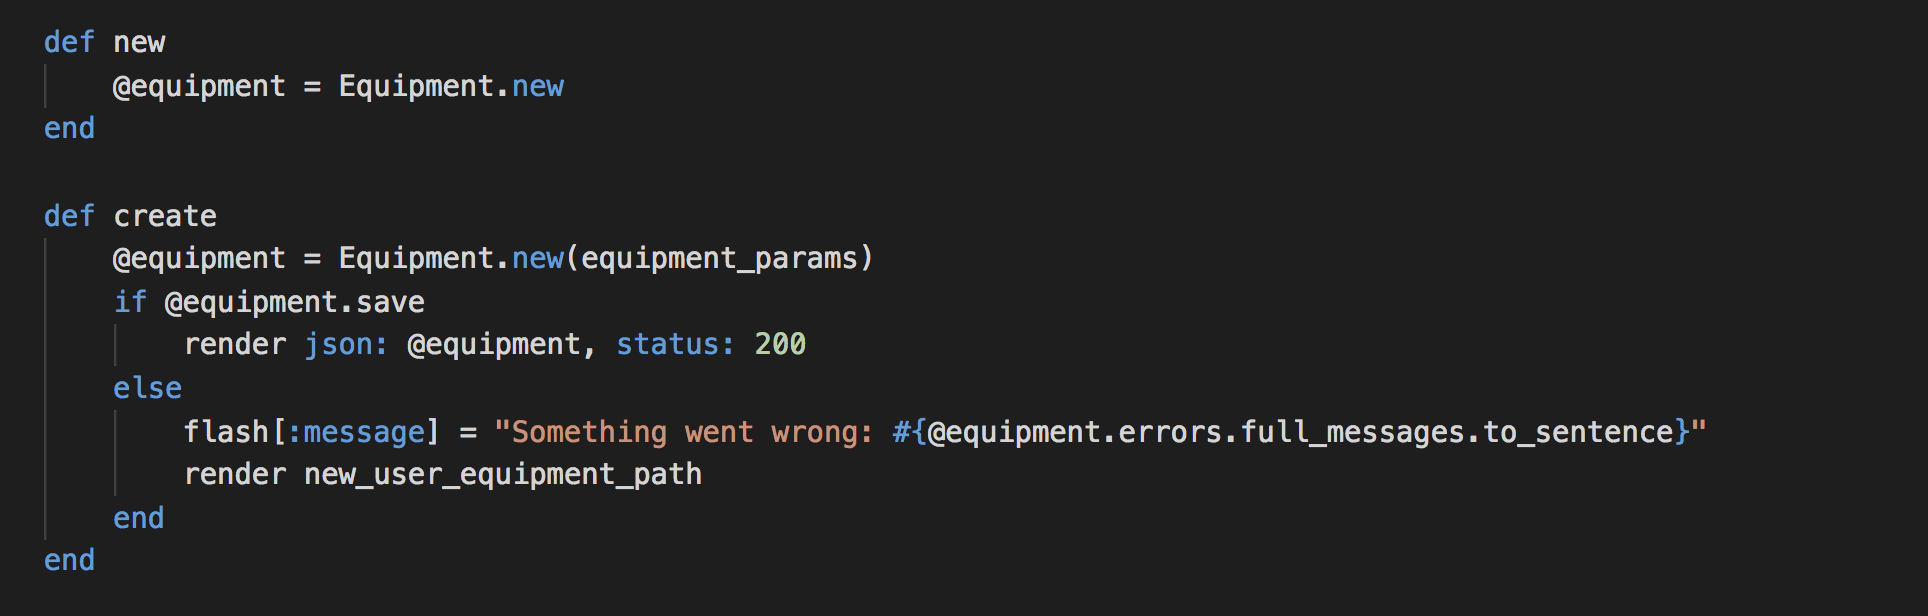 def new
    @equipment = Equipment.new
end

def create
    @equipment = Equipment.new(equipment_params)
    if @equipment.save
        render json: @equipment, status: 200
    else
        flash[:message] = "Something went wrong: #{@equipment.errors.full_messages.to_sentence}"
        render new_user_equipment_path
    end
end